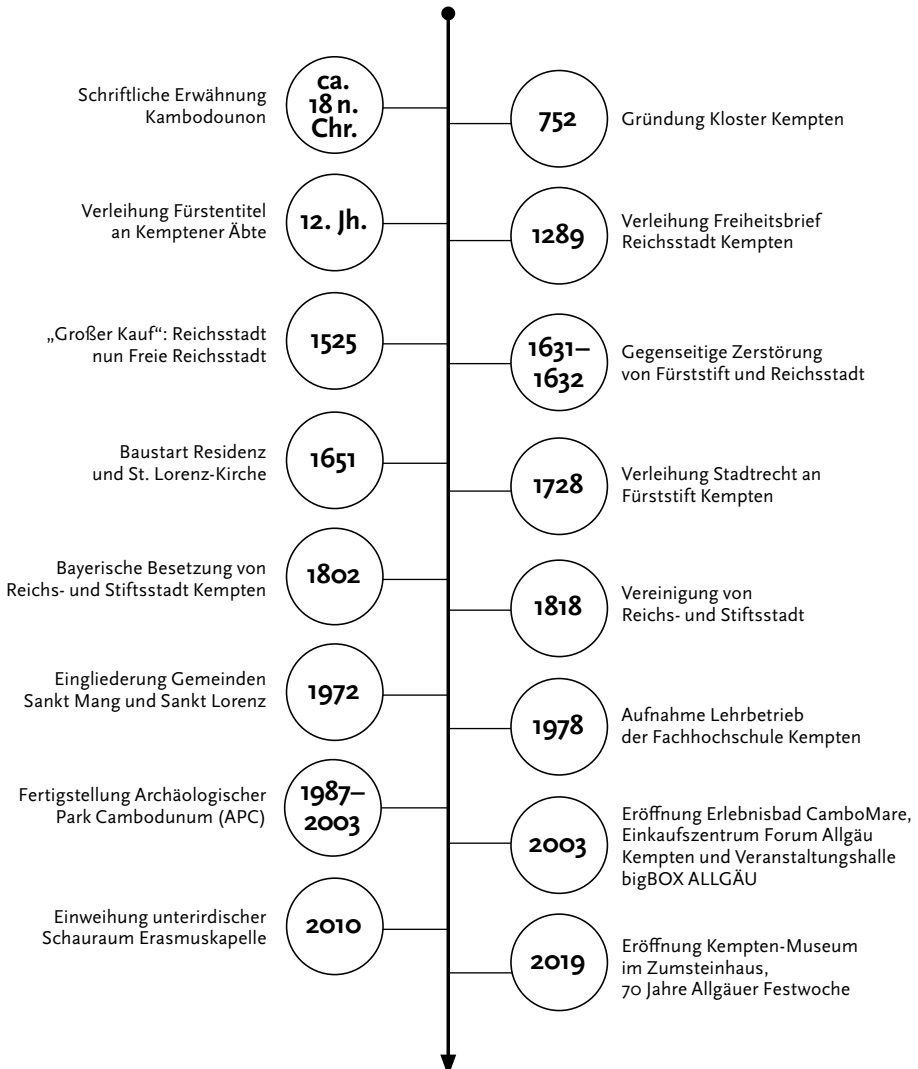 Schriftliche Erwähnung
Kambodounon
ca.
18 n.
Chr.
752
Gründung Kloster Kempten
Verleihung Fürstentitel
an Kemptener Äbte
12. Jh.
1289
Verleihung Freiheitsbrief
Reichsstadt Kempten
„Großer Kauf“: Reichsstadt
nun Freie Reichsstadt
1525
1631–
1632
Gegenseitige Zerstörung
von Fürststift und Reichsstadt
Baustart Residenz
und St. Lorenz-Kirche
1651
1728
Verleihung Stadtrecht an
Fürststift Kempten
Bayerische Besetzung von
Reichs- und Stiftsstadt Kempten
1802
1818
Vereinigung von
Reichs- und Stiftsstadt
Eingliederung Gemeinden
Sankt Mang und Sankt Lorenz
1972
1978
Aufnahme Lehrbetrieb
der Fachhochschule Kempten
Fertigstellung Archäologischer
Park Cambodunum (APC)
1987–
2003
2003
Eröffnung Erlebnisbad CamboMare,
Einkaufszentrum Forum Allgäu
Kempten und Veranstaltungshalle
bigBOX ALLGÄU
Einweihung unterirdischer
Schauraum Erasmuskapelle
2010
2019
Eröffnung Kempten-Museum
im Zumsteinhaus,
70 Jahre Allgäuer Festwoche